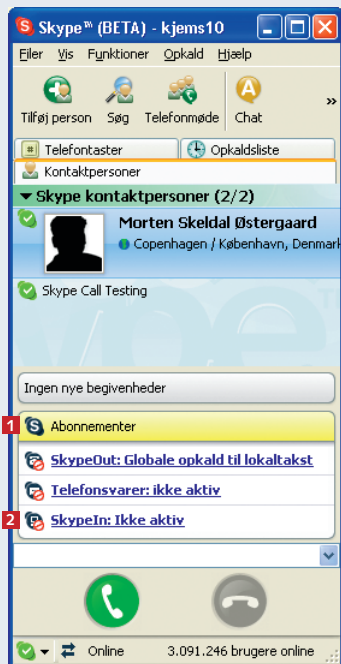 Skype™ (BETA) - kjems10
Filer Vis Funktioner Opkald Hjælp
Tilføj person Søg Telefonmøde Chat »
Telefontaster Opkaldsliste
Kontaktpersoner
Skype kontaktpersoner (2/2)
Morten Skeldal Østergaard
Copenhagen / København, Denmark
Skype Call Testing
Ingen nye begivenheder
1 Abonnementer
SkypeOut: Globale opkald til lokaltakst
Telefonsvarer: ikke aktiv
2 SkypeIn: Ikke aktiv
Online 3.091.246 brugere online